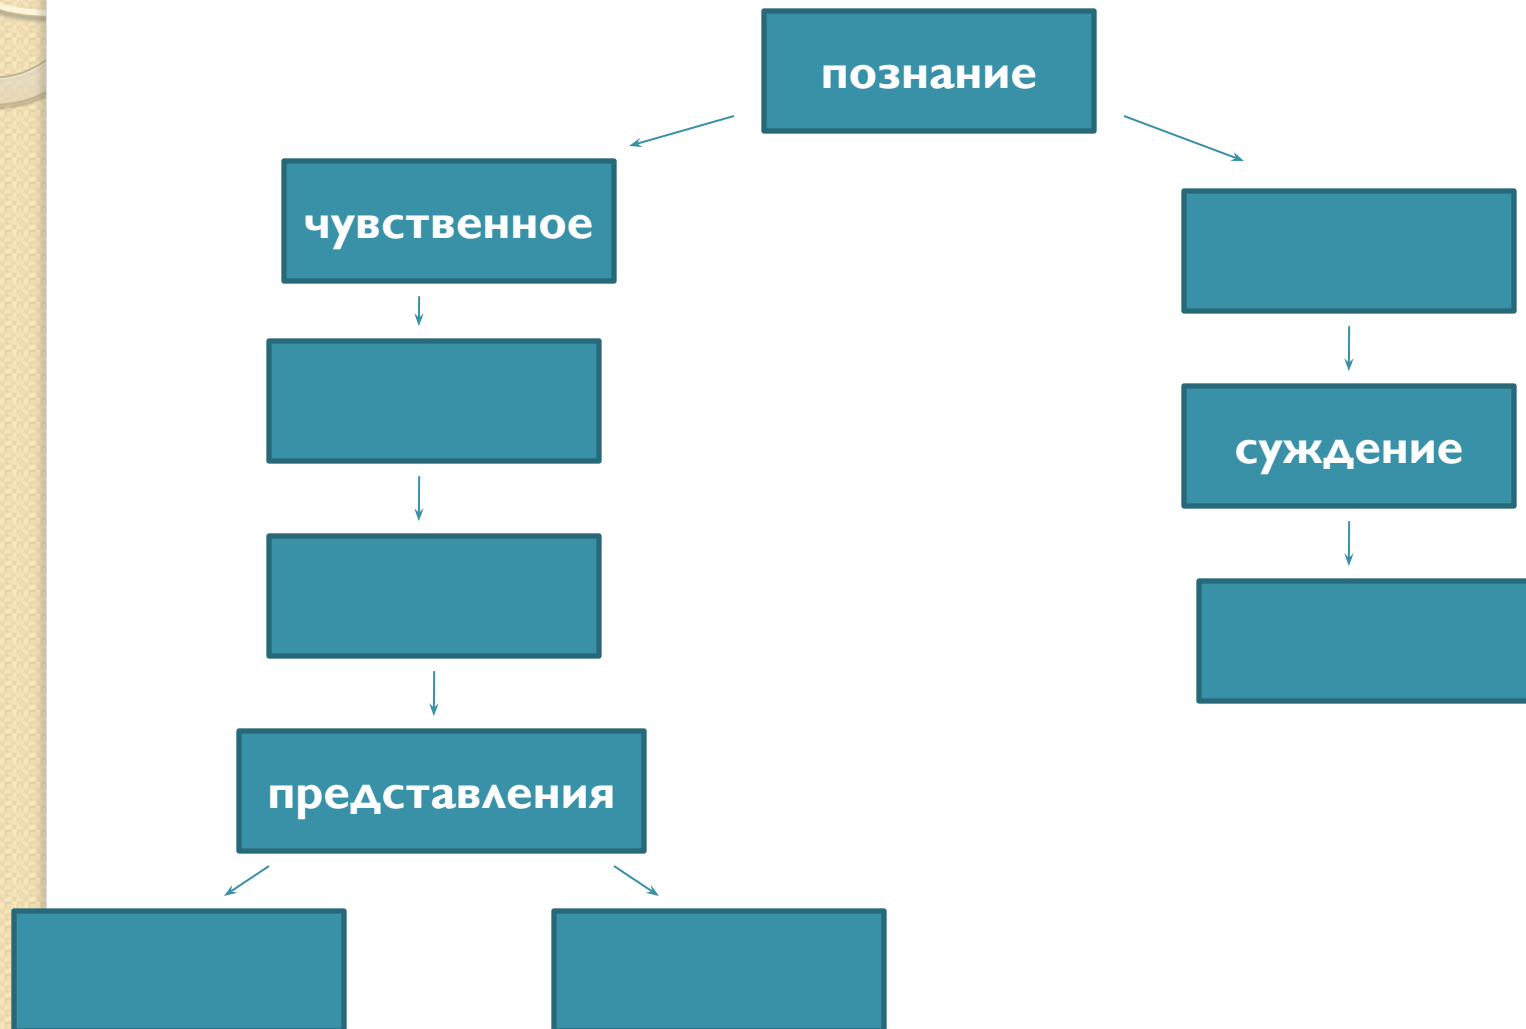 познание
чувственное
суждение
представления